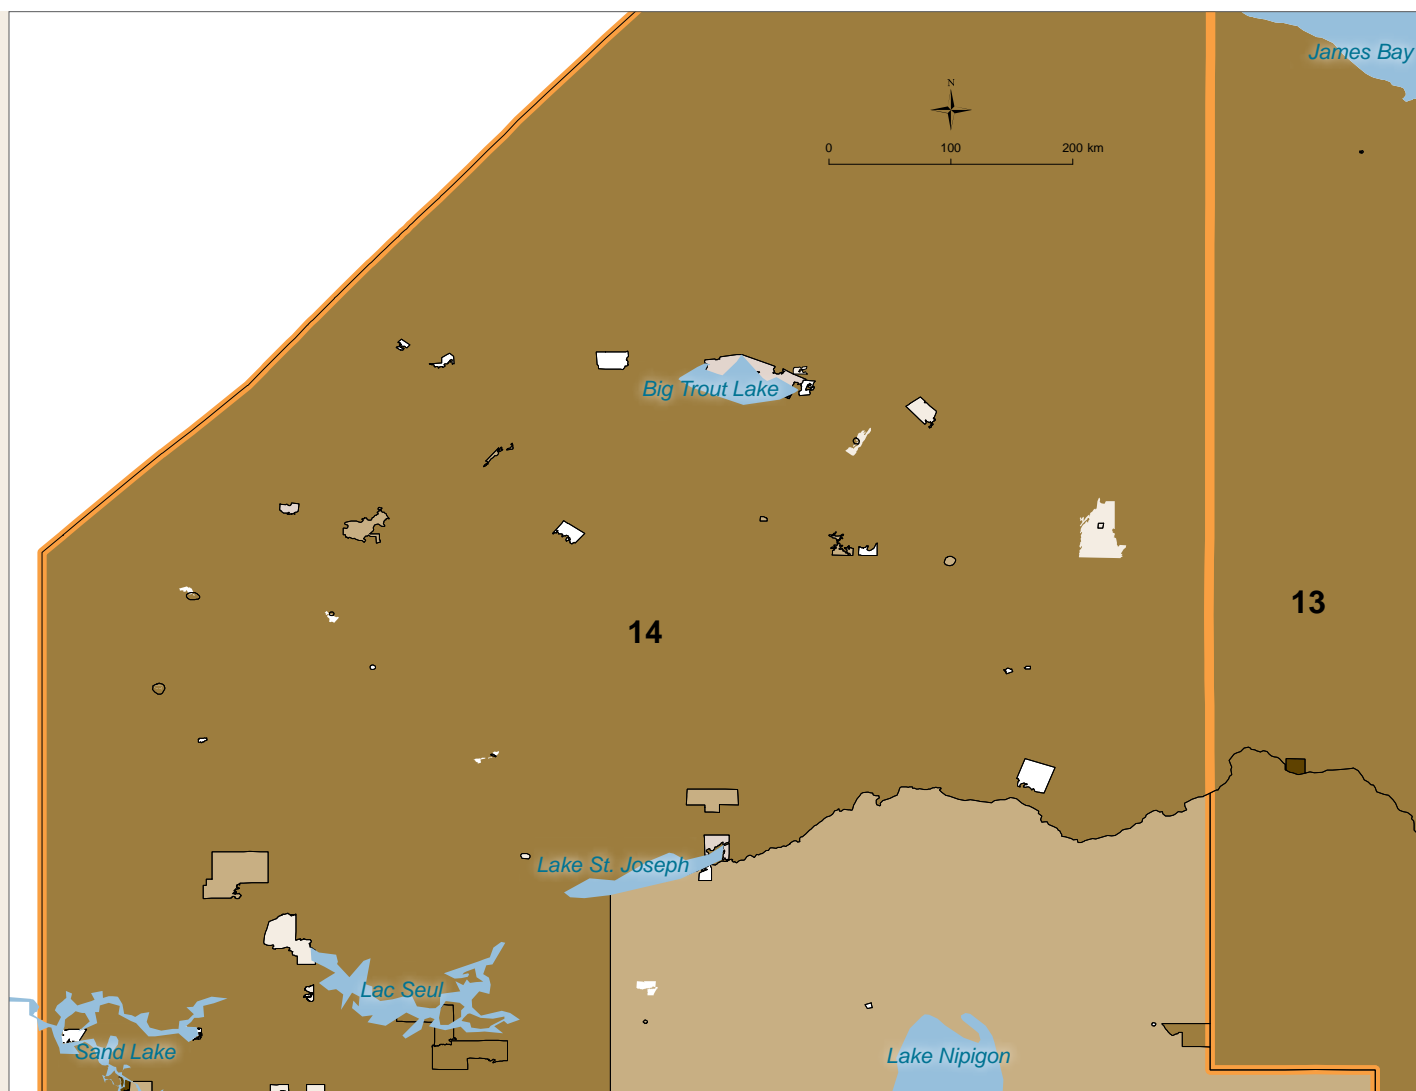 James Bay
N
0 100 200 km
Big Trout Lake
13
14
Lake St. Joseph
Lac Seul
Sand Lake
Lake Nipigon